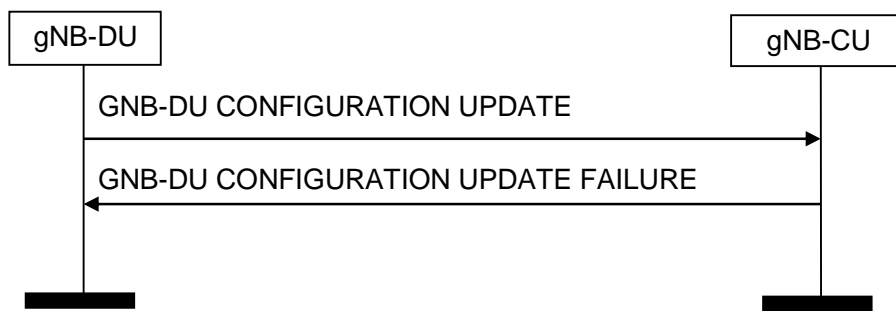 gNB-DU
gNB-CU
GNB-DU CONFIGURATION UPDATE
GNB-DU CONFIGURATION UPDATE FAILURE